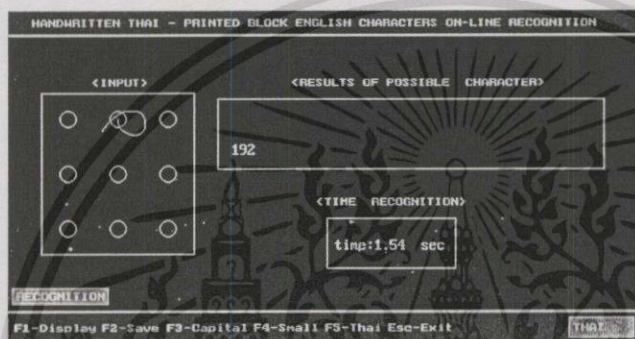 HANDWRITTEN THAI - PRINTED BLOCK ENGLISH CHARACTERS ON-LINE RECOGNITION
<INPUT>
<RESULTS OF POSSIBLE CHARACTER>
192
<TIME RECOGNITION>
time:1.54 sec
RECOGNITION
F1-Display F2-Save F3-Capital F4-Small F5-Thai Esc-Exit
THAI